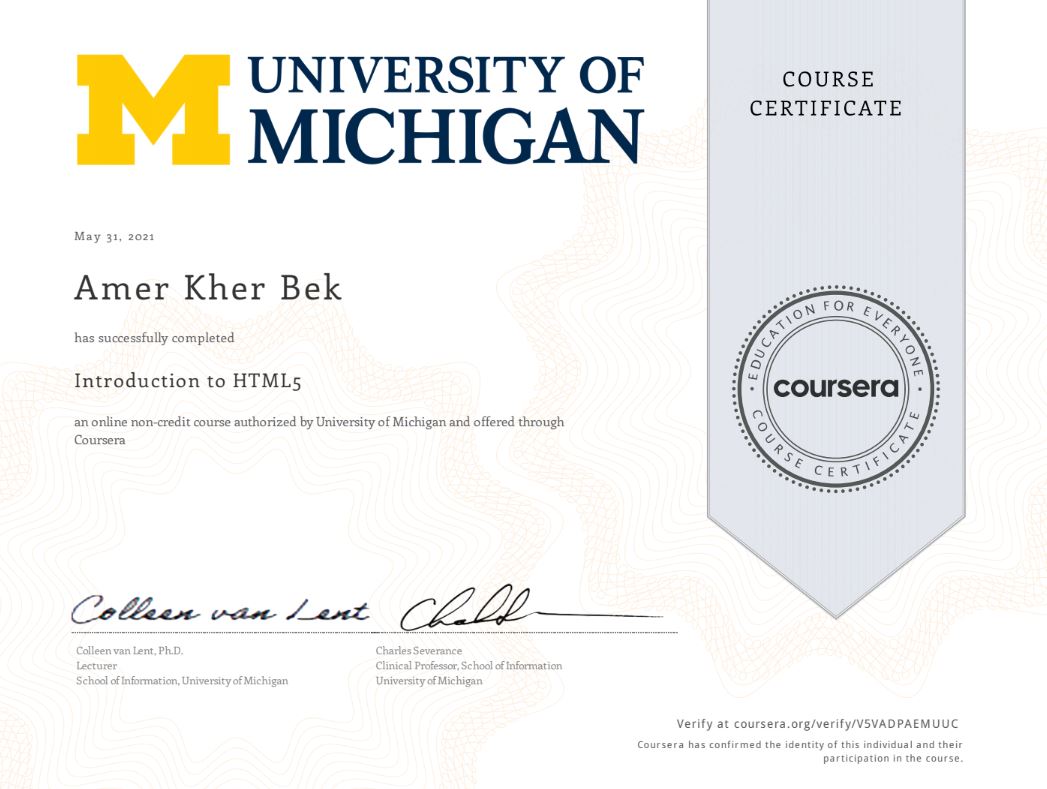 UNIVERSITY OF
MICHIGAN
COURSE
CERTIFICATE
May 31, 2021
Amer Kher Bek
has successfully completed
Introduction to HTML5
an online non-credit course authorized by University of Michigan and offered through
Coursera
EDUCATION FOR EVERYONE
coursera
COURSE CERTIFICATE
Colleen van Lent
Colleen van Lent, Ph.D.
Lecturer
School of Information, University of Michigan
Charles Severance
Clinical Professor, School of Information
University of Michigan
Verify at coursera.org/verify/V5VADPAEMUUC
Coursera has confirmed the identity of this individual and their
participation in the course.